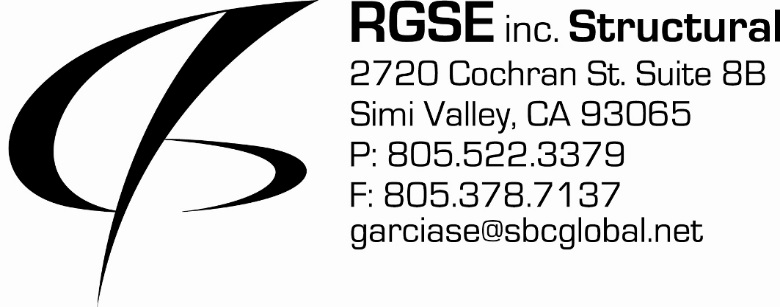 RGSE inc. Structural
2720 Cochran St. Suite 8B
Simi Valley, CA 93065
P: 805.522.3379
F: 805.378.7137
garciase@sbcglobal.net